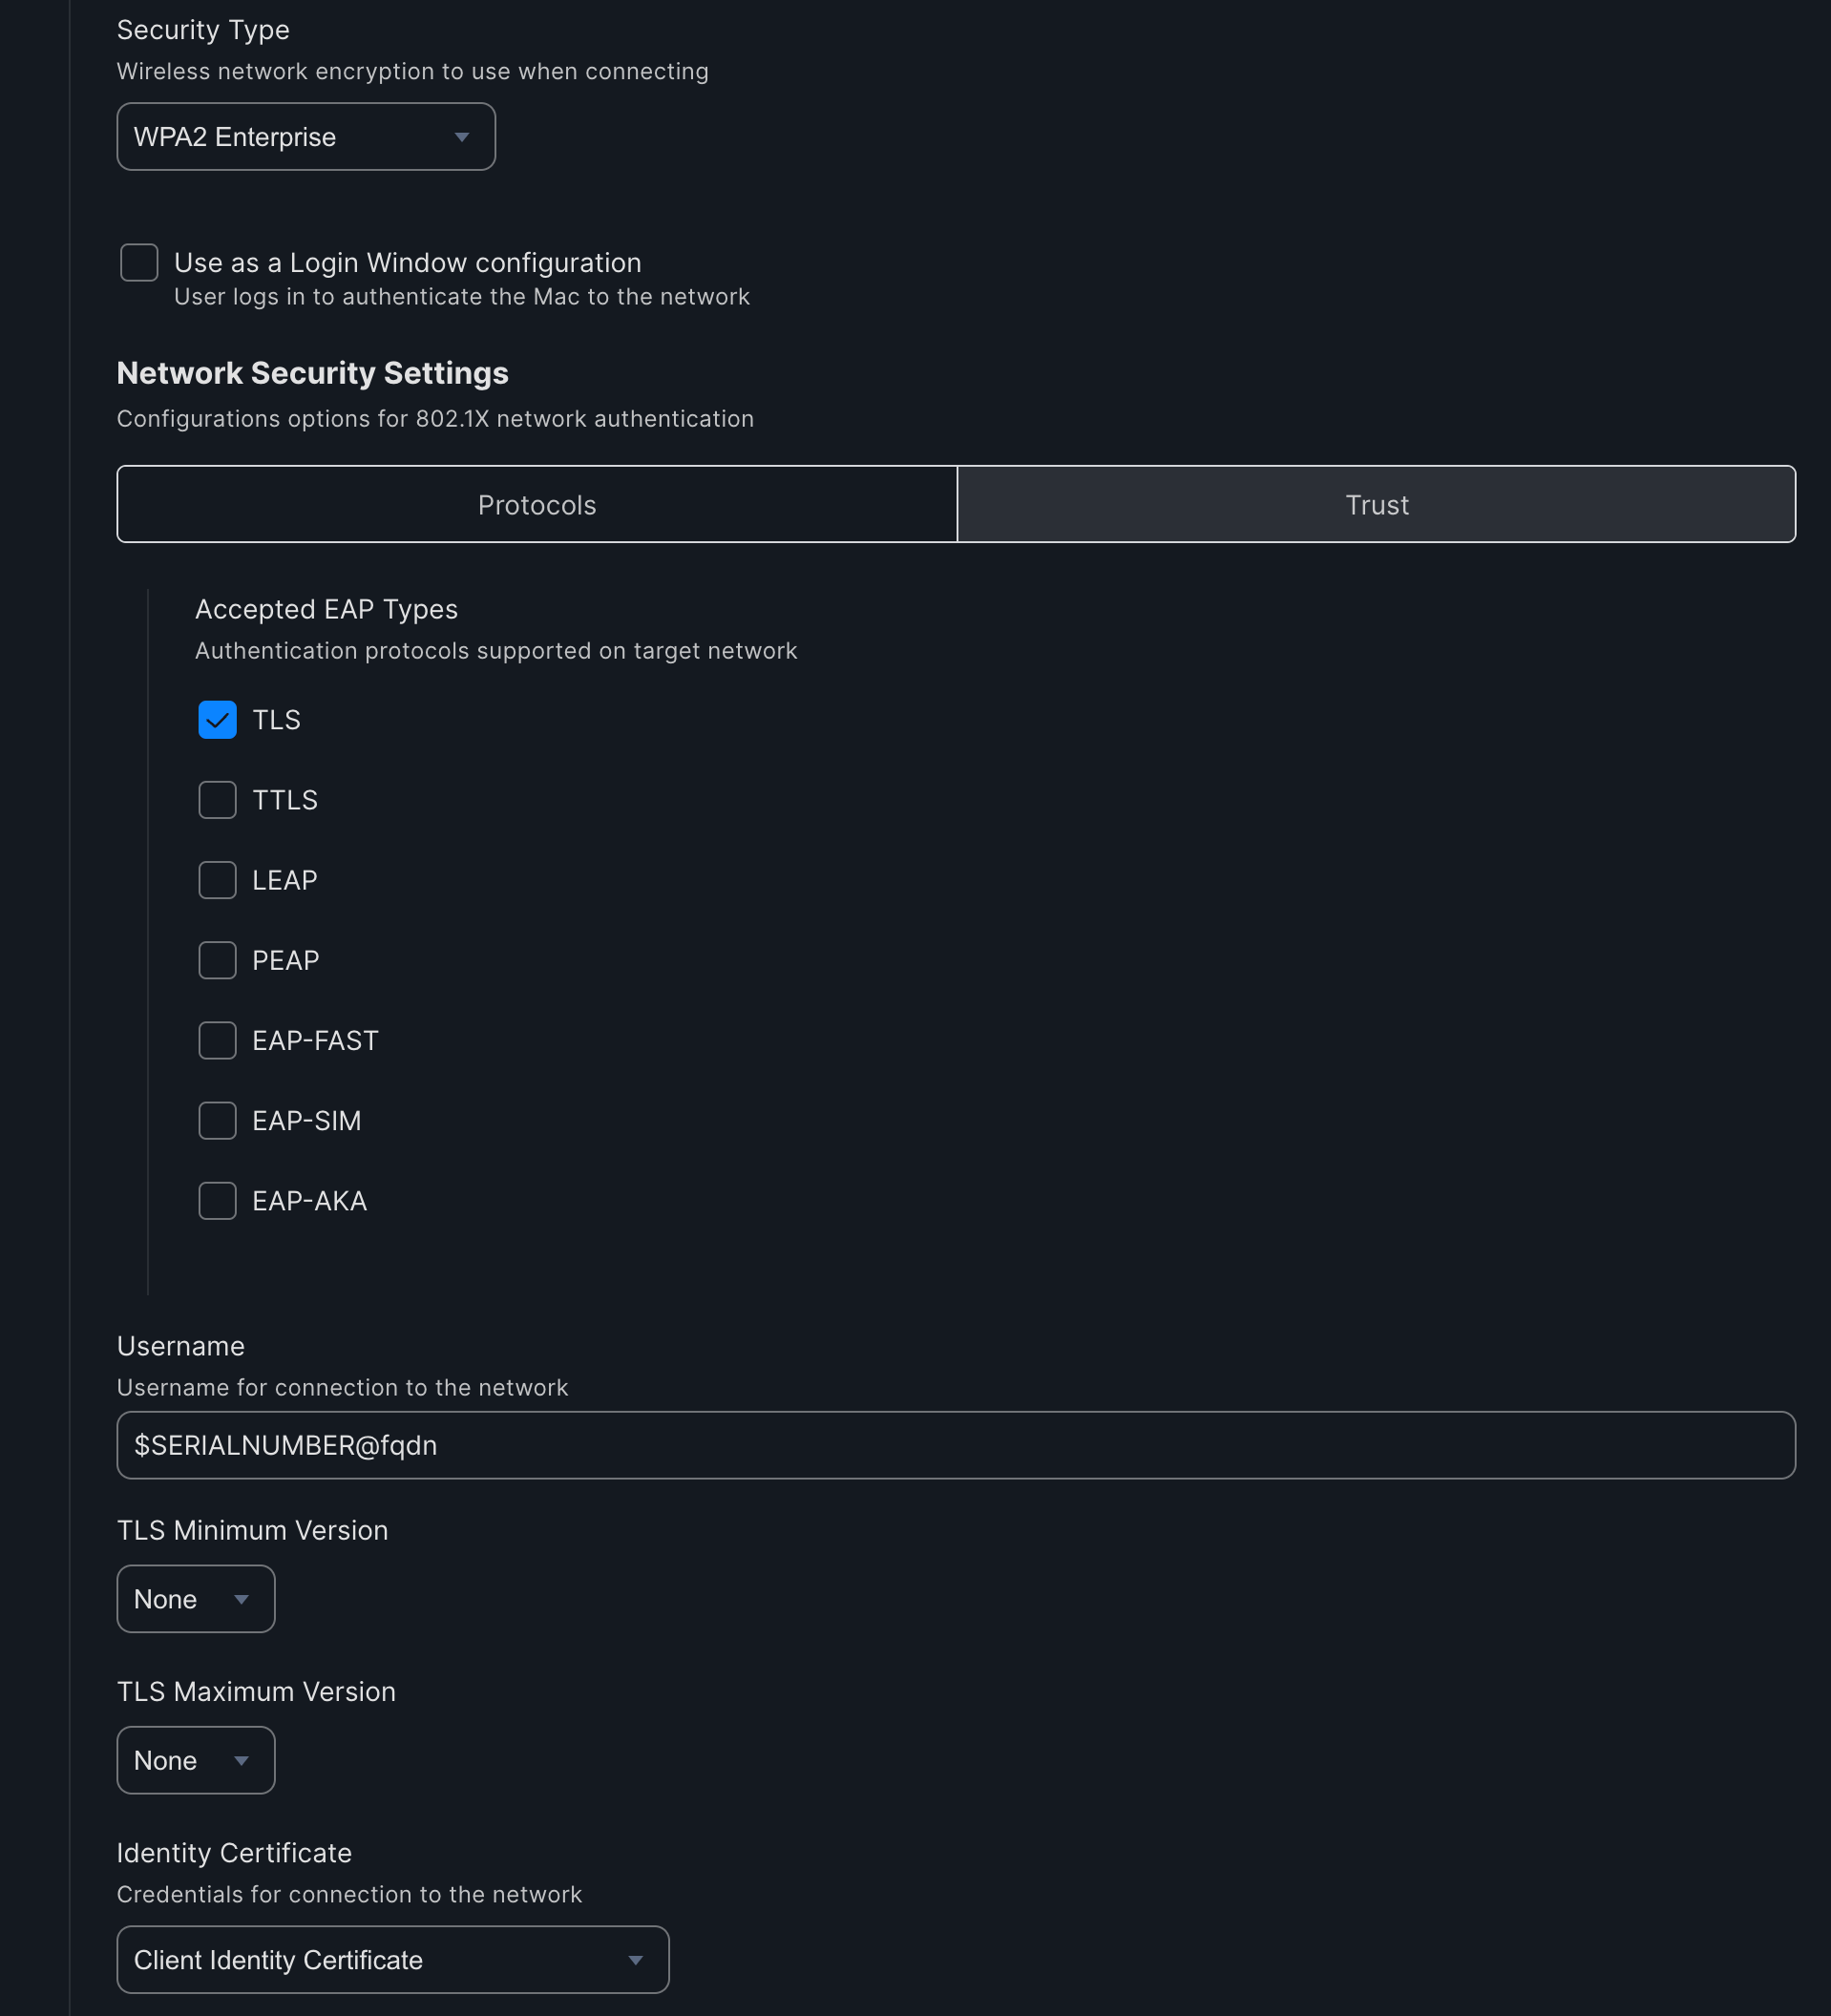 Security Type
Wireless network encryption to use when connecting
WPA2 Enterprise
Use as a Login Window configuration
User logs in to authenticate the Mac to the network
Network Security Settings
Configurations options for 802.1X network authentication
Protocols
Trust
Accepted EAP Types
Authentication protocols supported on target network
TLS
TTLS
LEAP
PEAP
EAP-FAST
EAP-SIM
EAP-AKA
Username
Username for connection to the network
$SERIALNUMBER@fqdn
TLS Minimum Version
None
TLS Maximum Version
None
Identity Certificate
Credentials for connection to the network
Client Identity Certificate